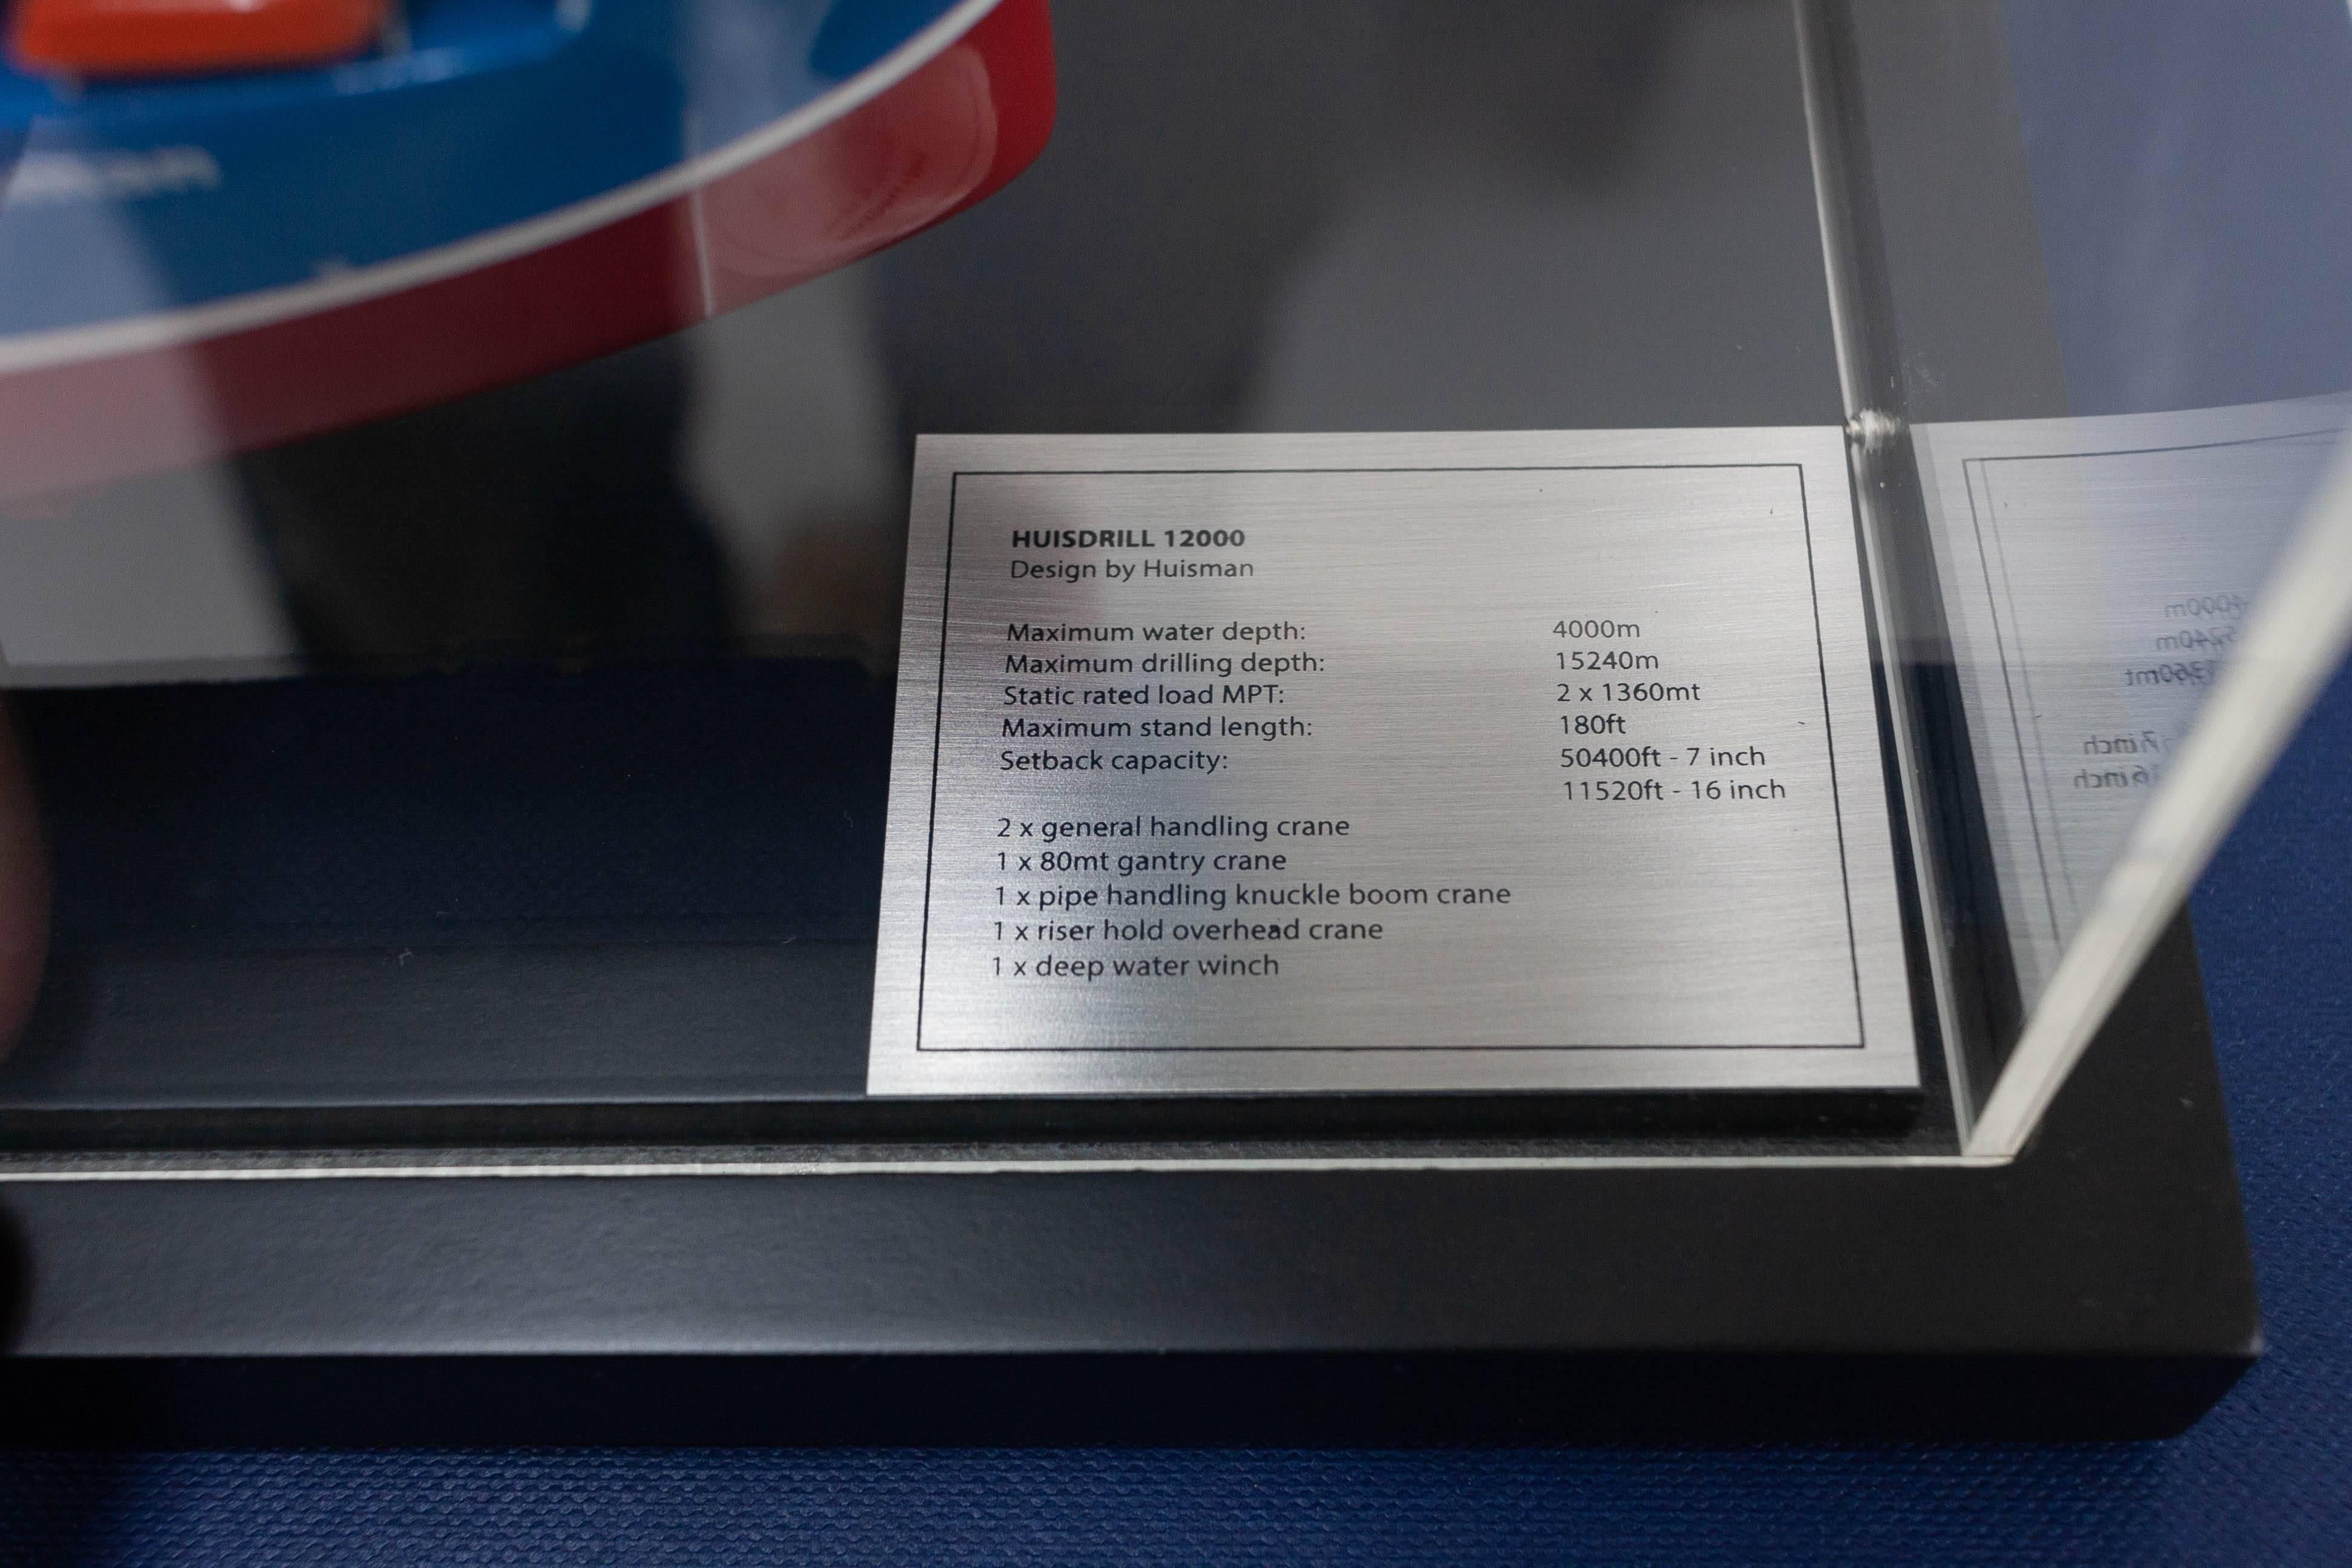 HUISDRILL 12000
Design by Huisman
Maximum water depth: 4000m
Maximum drilling depth: 15240m
Static rated load MPT: 2 x 1360mt
Maximum stand length: 180ft
Setback capacity: 50400ft - 7 inch
11520ft - 16 inch
2 x general handling crane
1 x 80mt gantry crane
1 x pipe handling knuckle boom crane
1 x riser hold overhead crane
1 x deep water winch